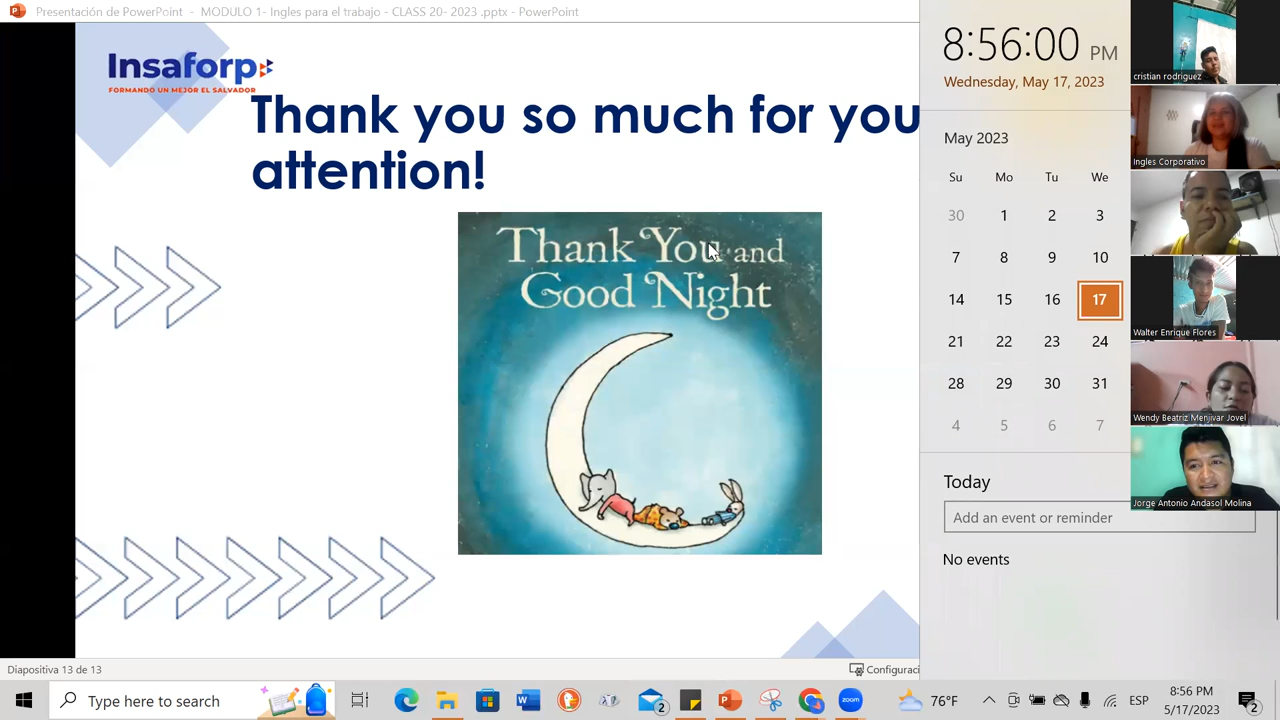 Presentación de PowerPoint - MODULO 1- Ingles para el trabajo - CLASS 20- 2023 .pptx - PowerPoint
Insaforp
FORMANDO UN MEJOR EL SALVADOR
Thank you so much for you
attention!
Thank You and
Good Night
Diapositiva 13 de 13
Configuraci
8:56:00 PM
Wednesday, May 17, 2023
May 2023
Su Mo Tu We
30 1 2 3
7 8 9 10
14 15 16 17
21 22 23 24
28 29 30 31
4 5 6 7
Today
Add an event or reminder
No events
cristian rodriguez
Ingles Corporativo
Walter Enrique Flores
Wendy Beatriz Menjivar Jovel
Jorge Antonio Andasol Molina
Type here to search
2
zoom
76°F
ESP
8:56 PM
5/17/2023
2